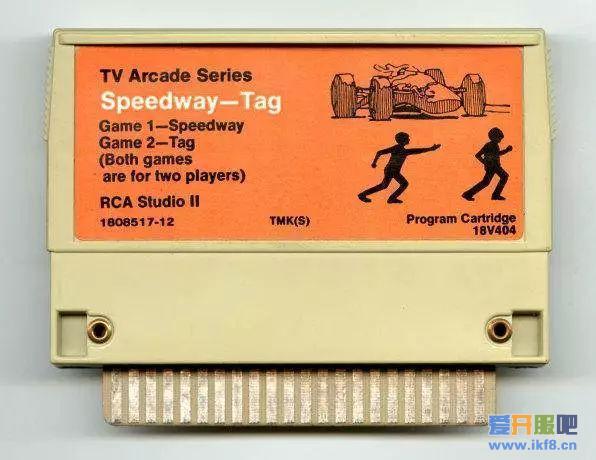 TV Arcade Series
Speedway—Tag
Game 1—Speedway
Game 2—Tag
(Both games
are for two players)
RCA Studio II
1808517-12
TMK(S)
Program Cartridge
18V404
爱开服吧
www.ikf8.cn